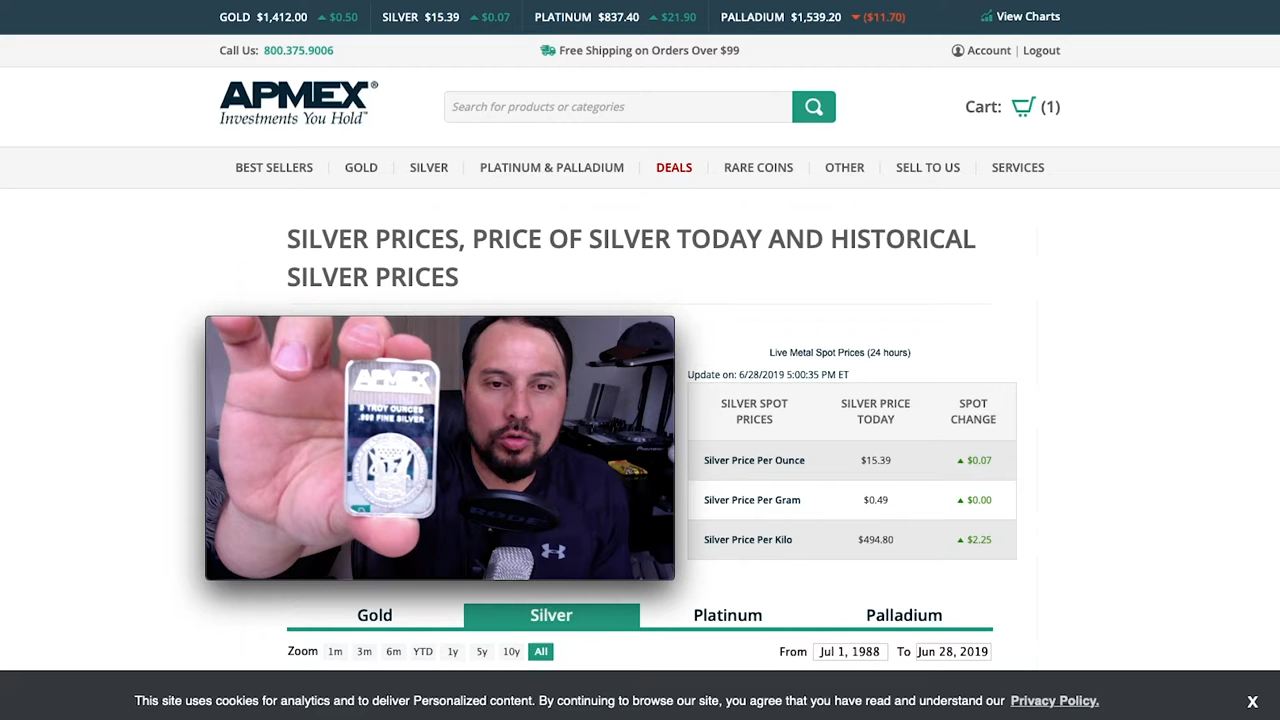 GOLD $1,412.00 $0.50 SILVER $15.39 $0.07 PLATINUM $837.40 $21.90 PALLADIUM $1,539.20 ($11.70) View Charts
Call Us: 800.375.9006 Free Shipping on Orders Over $99 Account | Logout
APMEX®
Investments You Hold™
Search for products or categories
Cart: (1)
BEST SELLERS GOLD SILVER PLATINUM & PALLADIUM DEALS RARE COINS OTHER SELL TO US SERVICES
SILVER PRICES, PRICE OF SILVER TODAY AND HISTORICAL
SILVER PRICES
APMEX
TROY OUNCES
.999 FINE SILVER
RODE
Live Metal Spot Prices (24 hours)
Update on: 6/28/2019 5:00:35 PM ET
SILVER SPOT PRICES SILVER PRICE TODAY SPOT CHANGE
Silver Price Per Ounce $15.39 $0.07
Silver Price Per Gram $0.49 $0.00
Silver Price Per Kilo $494.80 $2.25
Gold Silver Platinum Palladium
Zoom 1m 3m 6m YTD 1y 5y 10y All From Jul 1, 1988 To Jun 28, 2019
This site uses cookies for analytics and to deliver Personalized content. By continuing to browse our site, you agree that you have read and understand our Privacy Policy. X